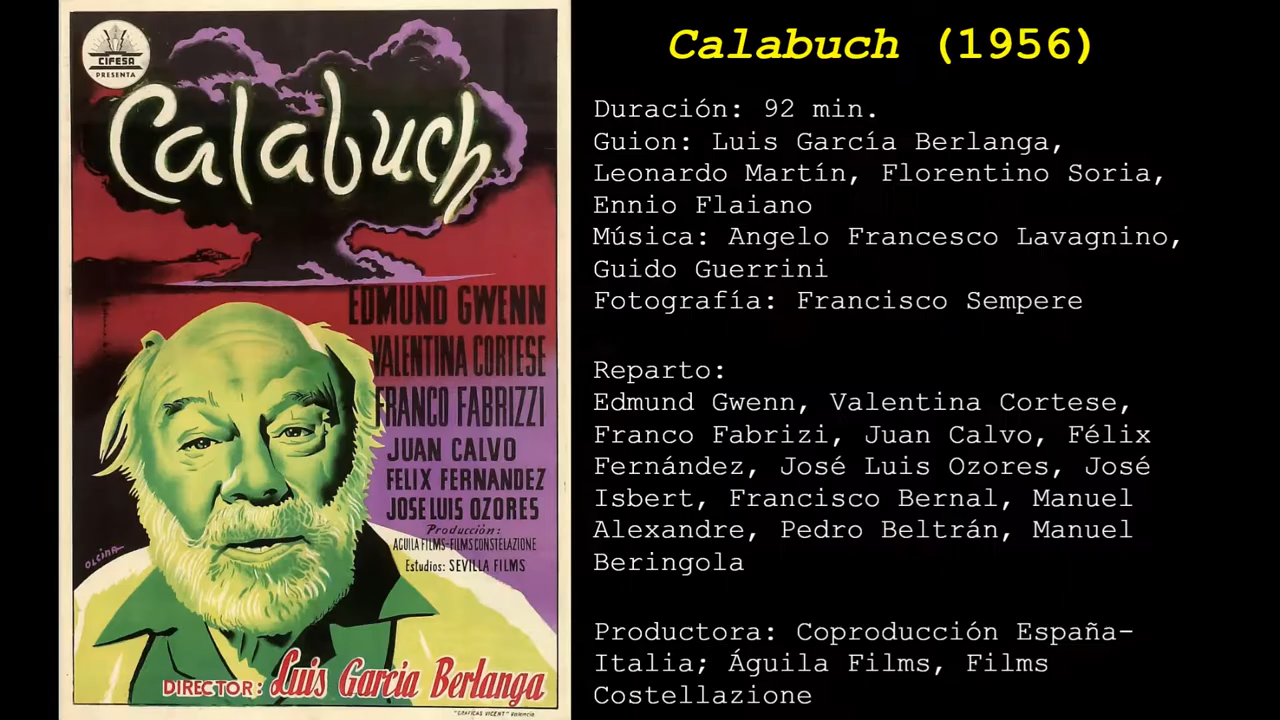 CIFESA
PRESENTA
Calabuch
EDMUND GWENN
VALENTINA CORTESE
FRANCO FABRIZZI
JUAN CALVO
FELIX FERNANDEZ
JOSE LUIS OZORES
Producción:
AGUILA FILMS-FILMS CONSTELAZIONE
Estudios: SEVILLA FILMS
OLCINA
DIRECTOR: Luis García Berlanga
"GRAFICAS VICENT" Valencia
Calabuch (1956)
Duración: 92 min.
Guion: Luis García Berlanga,
Leonardo Martín, Florentino Soria,
Ennio Flaiano
Música: Angelo Francesco Lavagnino,
Guido Guerrini
Fotografía: Francisco Sempere
Reparto:
Edmund Gwenn, Valentina Cortese,
Franco Fabrizi, Juan Calvo, Félix
Fernández, José Luis Ozores, José
Isbert, Francisco Bernal, Manuel
Alexandre, Pedro Beltrán, Manuel
Beringola
Productora: Coproducción España-
Italia; Águila Films, Films
Costellazione